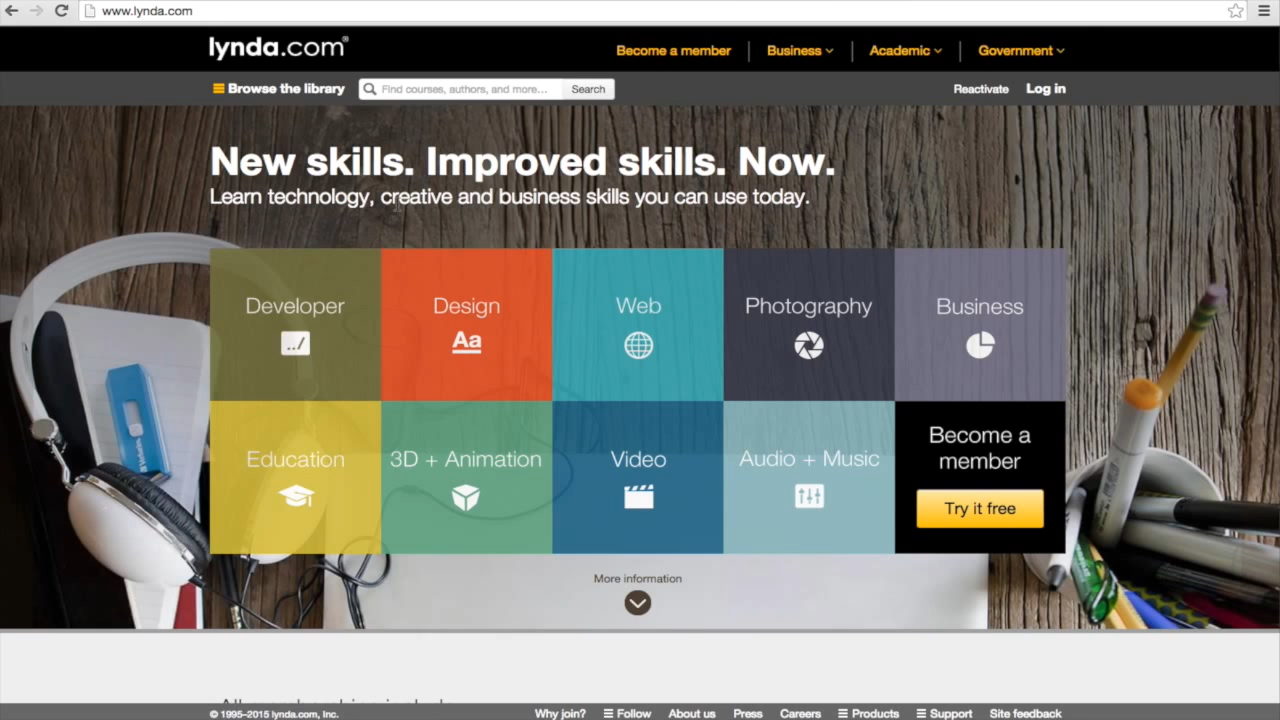 www.lynda.com
lynda.com®
Become a member
Business
Academic
Government
Browse the library
Find courses, authors, and more...
Search
Reactivate
Log in
New skills. Improved skills. Now.
Learn technology, creative and business skills you can use today.
Developer
../
Design
Aa
Web
Photography
Business
Education
3D + Animation
Video
Audio + Music
Become a
member
Try it free
More information
© 1995–2015 lynda.com, Inc.
Why join?
Follow
About us
Press
Careers
Products
Support
Site feedback